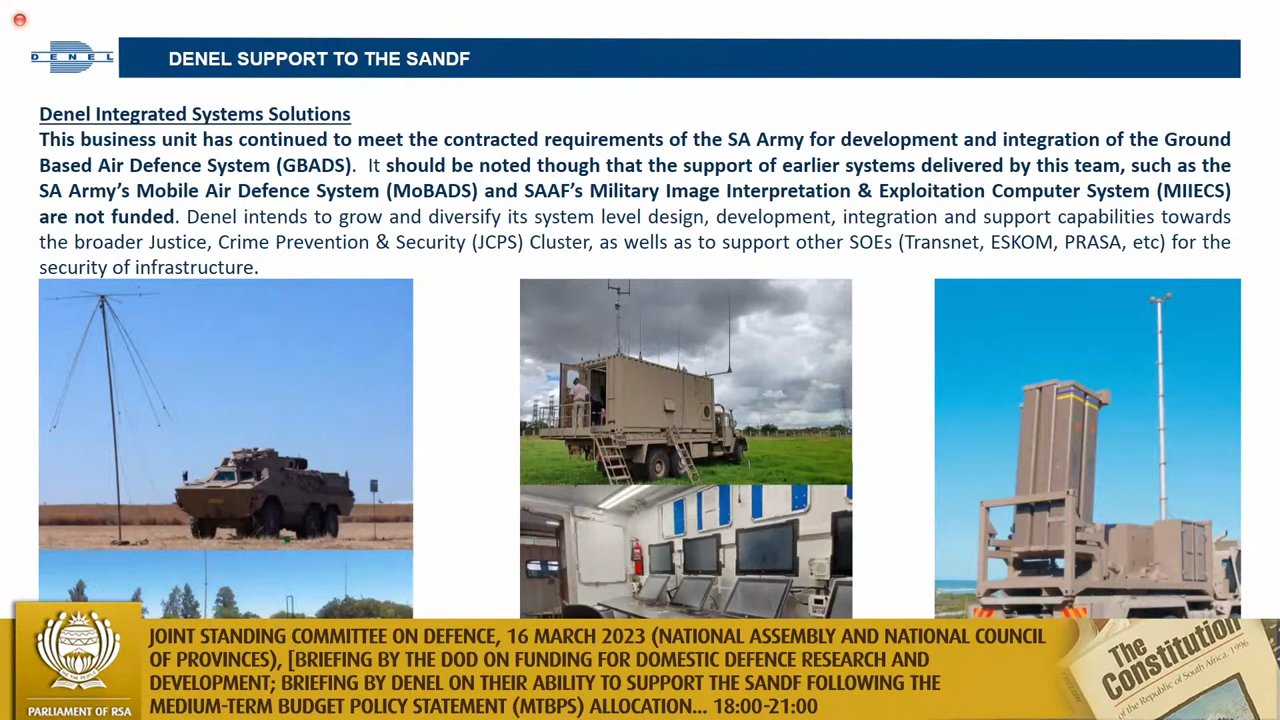 DENEL
DENEL SUPPORT TO THE SANDF
Denel Integrated Systems Solutions
This business unit has continued to meet the contracted requirements of the SA Army for development and integration of the Ground
Based Air Defence System (GBADS). It should be noted though that the support of earlier systems delivered by this team, such as the
SA Army's Mobile Air Defence System (MoBADS) and SAAF's Military Image Interpretation & Exploitation Computer System (MIIECS)
are not funded. Denel intends to grow and diversify its system level design, development, integration and support capabilities towards
the broader Justice, Crime Prevention & Security (JCPS) Cluster, as wells as to support other SOEs (Transnet, ESKOM, PRASA, etc) for the
security of infrastructure.
JOINT STANDING COMMITTEE ON DEFENCE, 16 MARCH 2023 (NATIONAL ASSEMBLY AND NATIONAL COUNCIL
OF PROVINCES), [BRIEFING BY THE DOD ON FUNDING FOR DOMESTIC DEFENCE RESEARCH AND
DEVELOPMENT; BRIEFING BY DENEL ON THEIR ABILITY TO SUPPORT THE SANDF FOLLOWING THE
MEDIUM-TERM BUDGET POLICY STATEMENT (MTBPS) ALLOCATION... 18:00-21:00
PARLIAMENT OF RSA
The
Constitution
of the Republic of South Africa, 1996